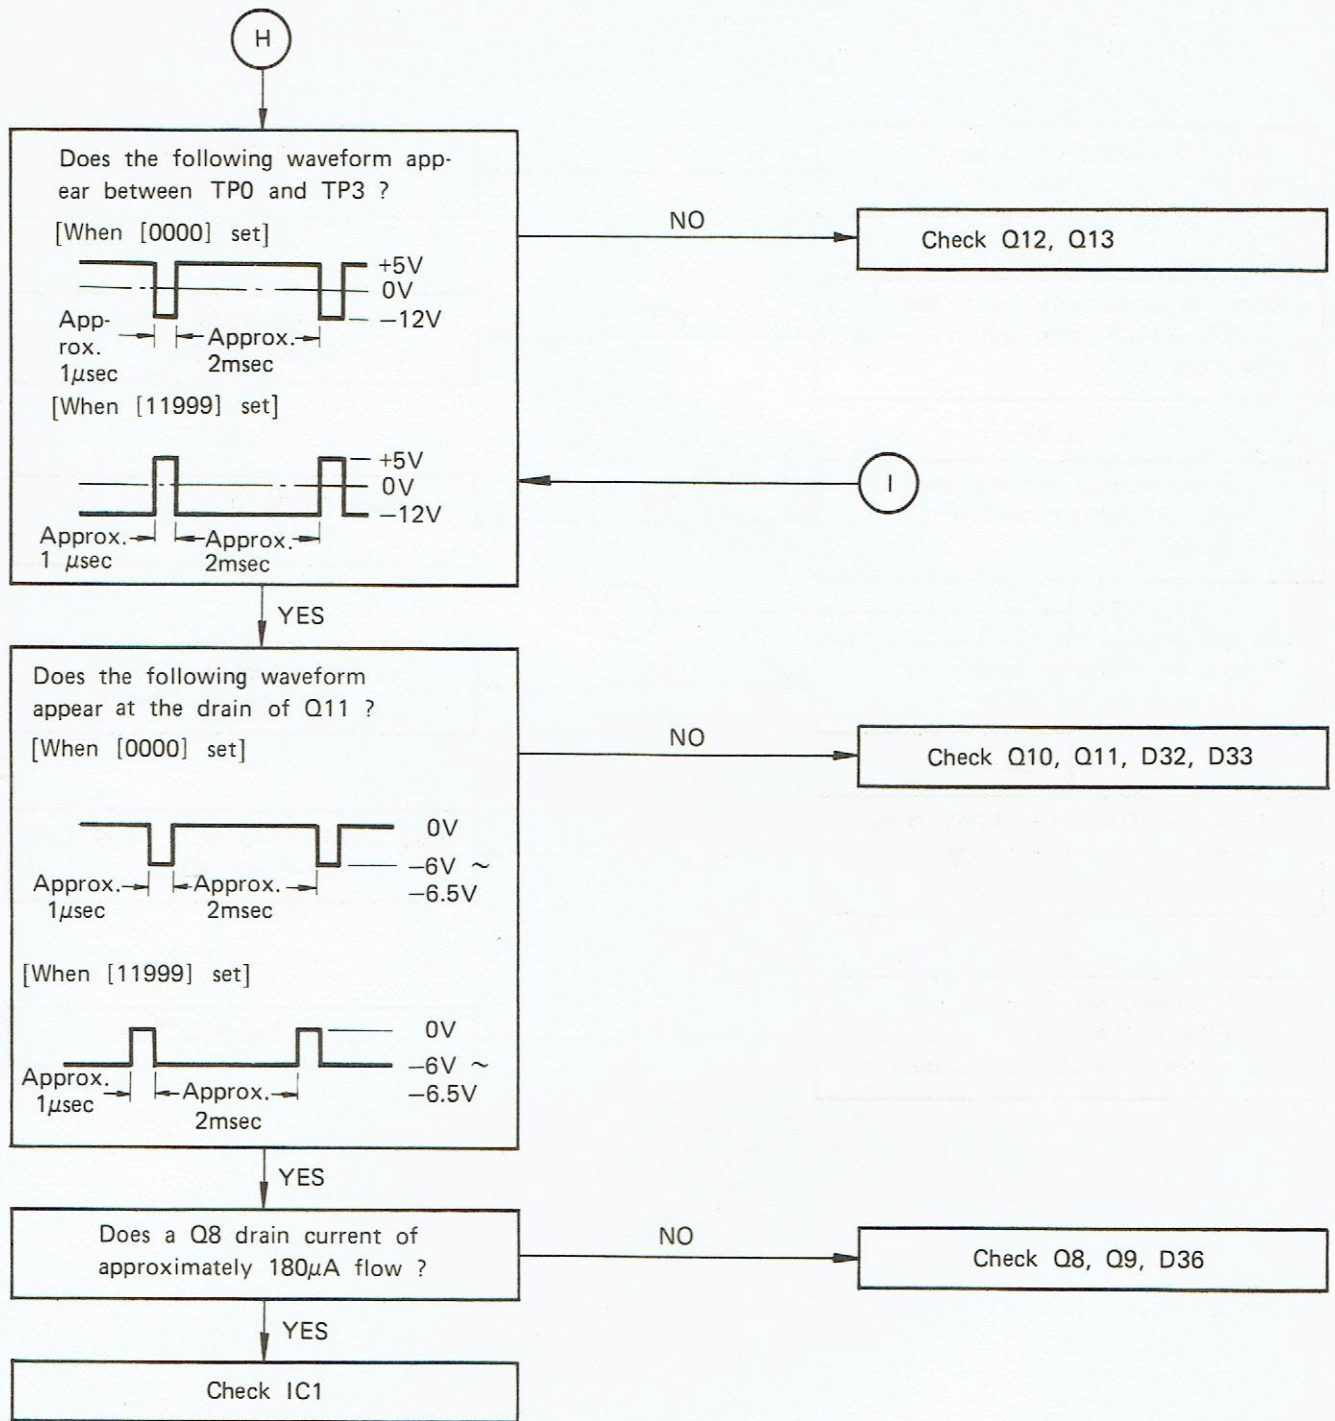 H
Does the following waveform app-
ear between TP0 and TP3 ?
[When [0000] set]
+5V
0V
−12V
App-
rox.
1μsec
Approx.
2msec
[When [11999] set]
+5V
0V
−12V
Approx.
1 μsec
Approx.
2msec
NO
Check Q12, Q13
I
YES
Does the following waveform
appear at the drain of Q11 ?
[When [0000] set]
0V
−6V ~
−6.5V
Approx.
1μsec
Approx.
2msec
[When [11999] set]
0V
−6V ~
−6.5V
Approx.
1μsec
Approx.
2msec
NO
Check Q10, Q11, D32, D33
YES
Does a Q8 drain current of
approximately 180μA flow ?
NO
Check Q8, Q9, D36
YES
Check IC1